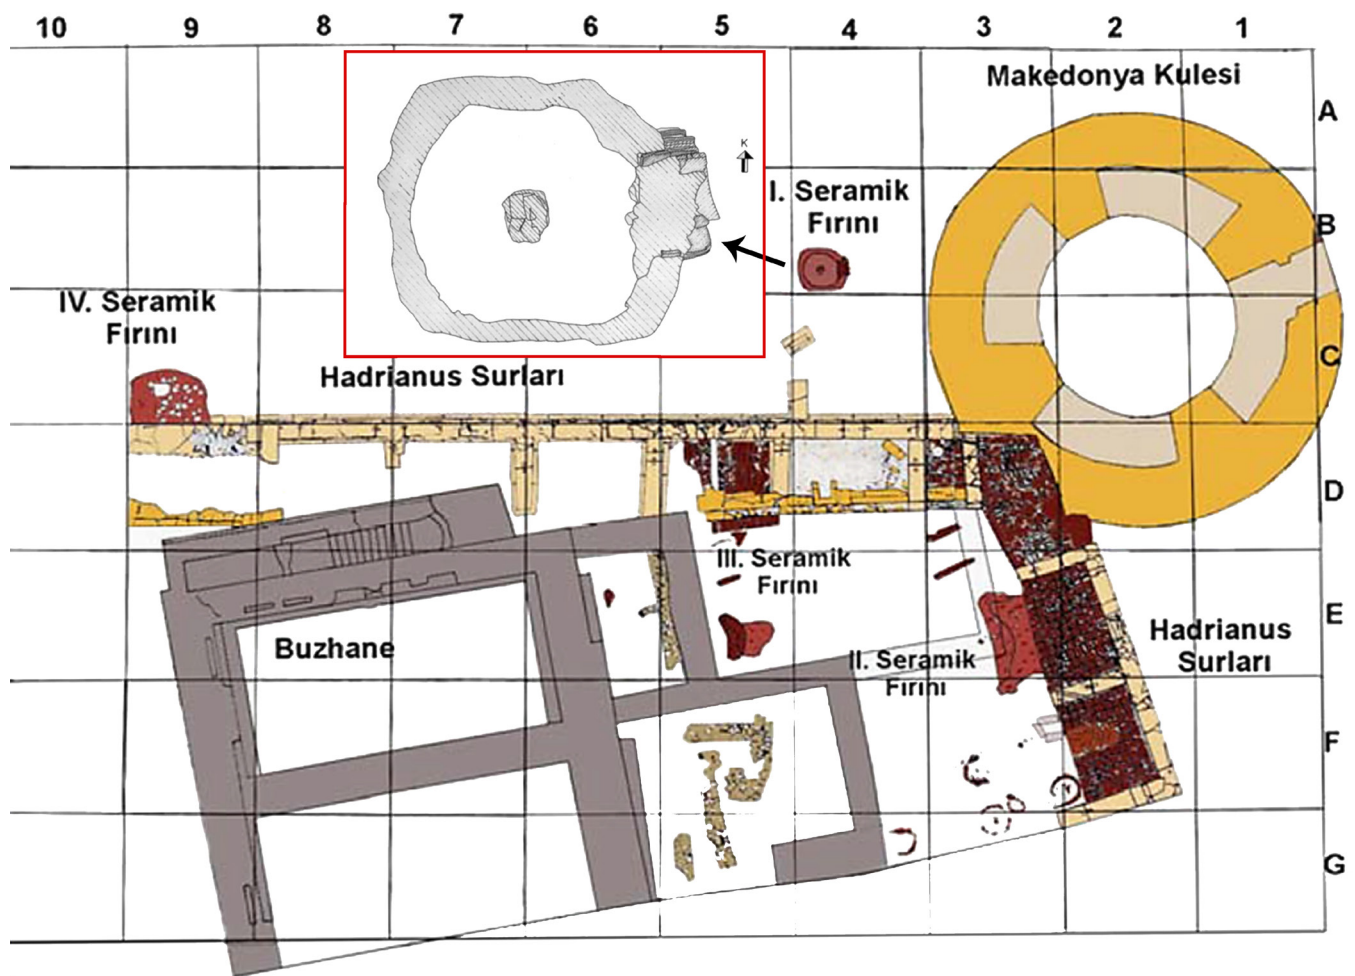 10 9 8 7 6 5 4 3 2 1
Makedonya Kulesi
A
K
I. Seramik
Fırını
B
IV. Seramik
Fırını
C
Hadrianus Surları
D
III. Seramik
Fırını
E
Buzhane
Hadrianus
Surları
II. Seramik
Fırını
F
G